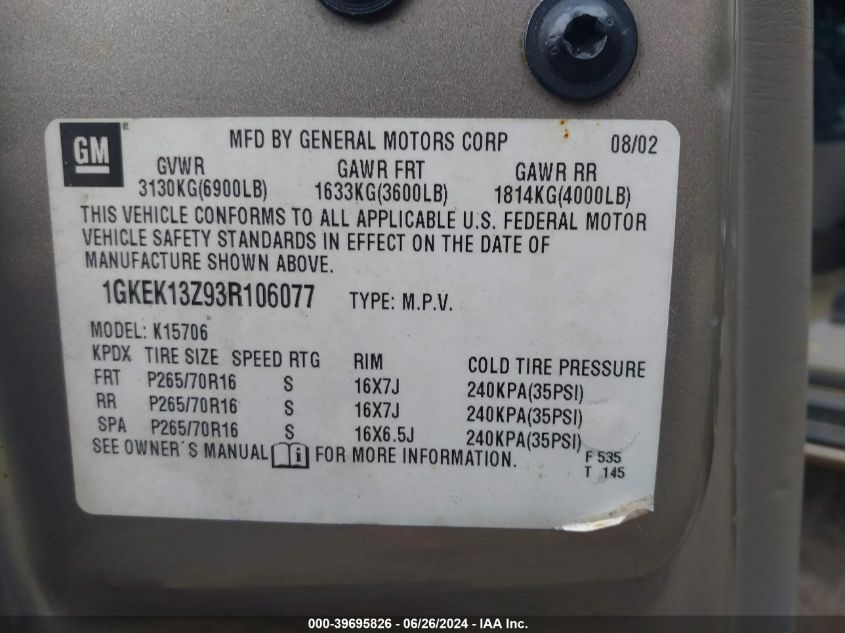 GM ® MFD BY GENERAL MOTORS CORP 08/02
GVWR GAWR FRT GAWR RR
3130KG(6900LB) 1633KG(3600LB) 1814KG(4000LB)
THIS VEHICLE CONFORMS TO ALL APPLICABLE U.S. FEDERAL MOTOR
VEHICLE SAFETY STANDARDS IN EFFECT ON THE DATE OF
MANUFACTURE SHOWN ABOVE.
1GKEK13Z93R106077 TYPE: M.P.V.
MODEL: K15706
KPDX TIRE SIZE SPEED RTG RIM COLD TIRE PRESSURE
FRT P265/70R16 S 16X7J 240KPA(35PSI)
RR P265/70R16 S 16X7J 240KPA(35PSI)
SPA P265/70R16 S 16X6.5J 240KPA(35PSI)
SEE OWNER´S MANUAL FOR MORE INFORMATION. F 535
T 145
000-39695826 - 06/26/2024 - IAA Inc.